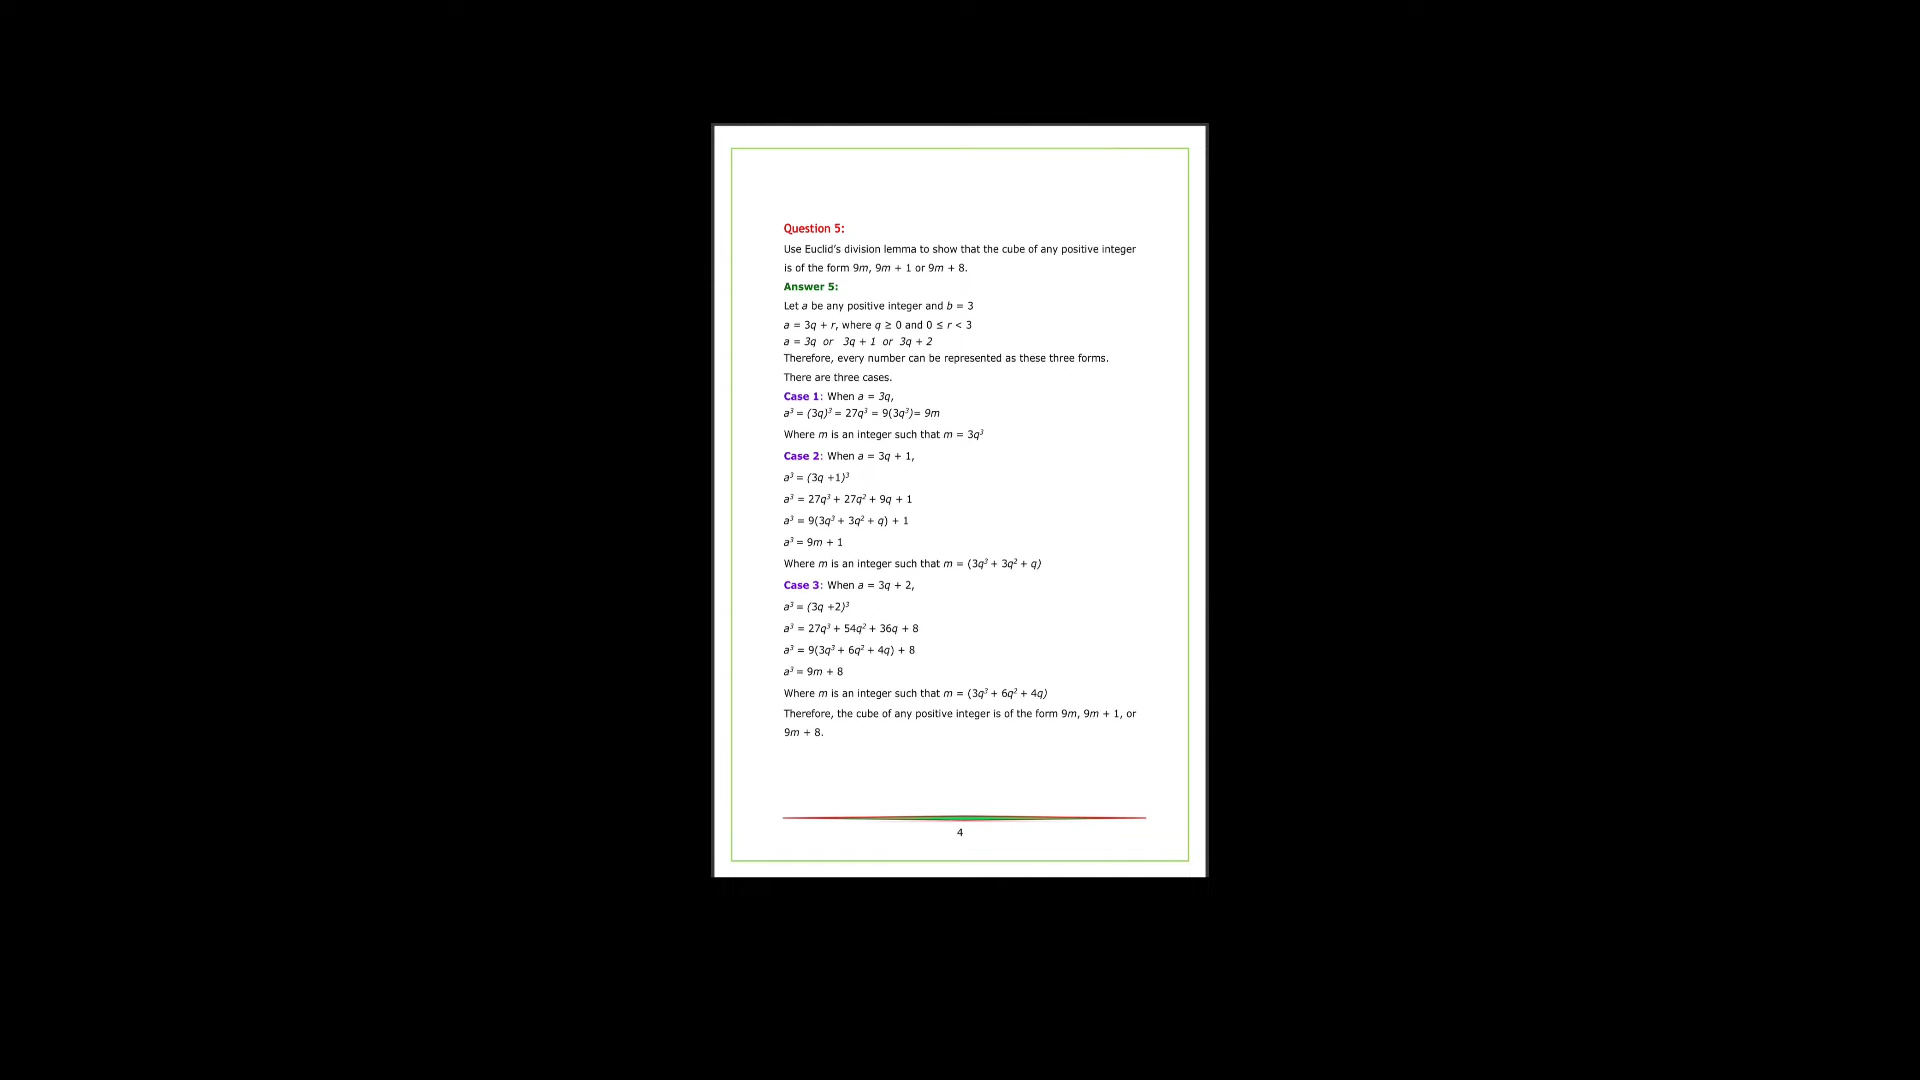 Question 5:
Use Euclid’s division lemma to show that the cube of any positive integer
is of the form 9m, 9m + 1 or 9m + 8.
Answer 5:
Let a be any positive integer and b = 3
a = 3q + r, where q ≥ 0 and 0 ≤ r < 3
a = 3q or 3q + 1 or 3q + 2
Therefore, every number can be represented as these three forms.
There are three cases.
Case 1: When a = 3q,
a³ = (3q)³ = 27q³ = 9(3q³)= 9m
Where m is an integer such that m = 3q³
Case 2: When a = 3q + 1,
a³ = (3q +1)³
a³ = 27q³ + 27q² + 9q + 1
a³ = 9(3q³ + 3q² + q) + 1
a³ = 9m + 1
Where m is an integer such that m = (3q³ + 3q² + q)
Case 3: When a = 3q + 2,
a³ = (3q +2)³
a³ = 27q³ + 54q² + 36q + 8
a³ = 9(3q³ + 6q² + 4q) + 8
a³ = 9m + 8
Where m is an integer such that m = (3q³ + 6q² + 4q)
Therefore, the cube of any positive integer is of the form 9m, 9m + 1, or
9m + 8.
4